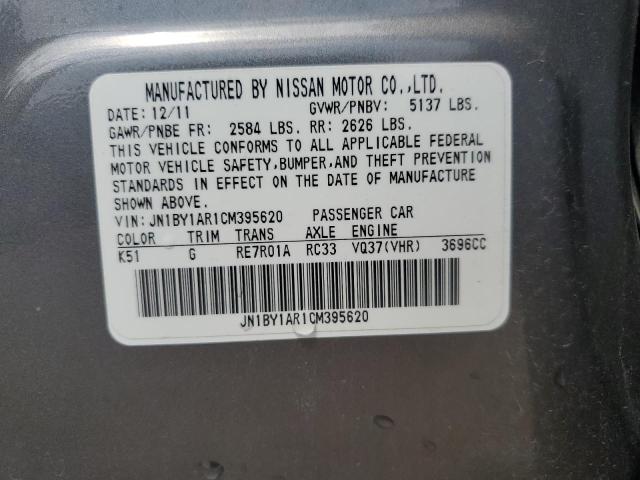 MANUFACTURED BY NISSAN MOTOR CO.,LTD.
DATE: 12/11 GVWR/PNBV: 5137 LBS.
GAWR/PNBE FR: 2584 LBS. RR: 2626 LBS.
THIS VEHICLE CONFORMS TO ALL APPLICABLE FEDERAL
MOTOR VEHICLE SAFETY,BUMPER,AND THEFT PREVENTION
STANDARDS IN EFFECT ON THE DATE OF MANUFACTURE
SHOWN ABOVE.
VIN: JN1BY1AR1CM395620 PASSENGER CAR
COLOR TRIM TRANS AXLE ENGINE
K51 G RE7R01A RC33 VQ37(VHR) 3696CC
JN1BY1AR1CM395620